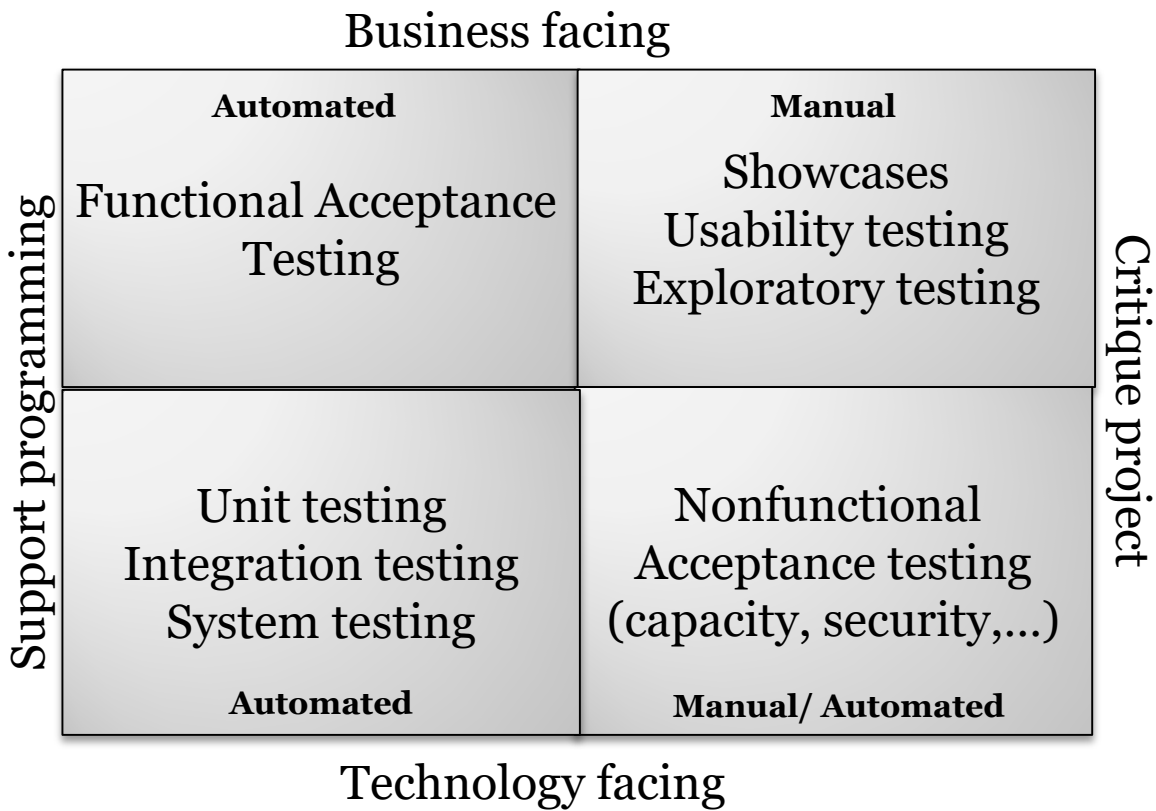 Business facing
Automated
Functional Acceptance
Testing
Manual
Showcases
Usability testing
Exploratory testing
Support programming
Critique project
Unit testing
Integration testing
System testing
Automated
Nonfunctional
Acceptance testing
(capacity, security,...)
Manual/ Automated
Technology facing